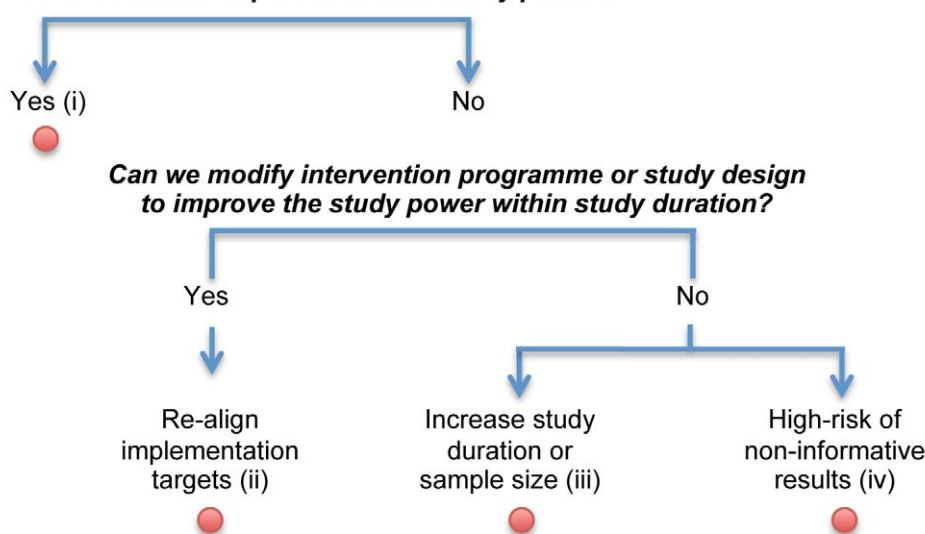 Yes (i)
No
Can we modify intervention programme or study design
to improve the study power within study duration?
Yes
No
Re-align
implementation
targets (ii)
Increase study
duration or
sample size (iii)
High-risk of
non-informative
results (iv)